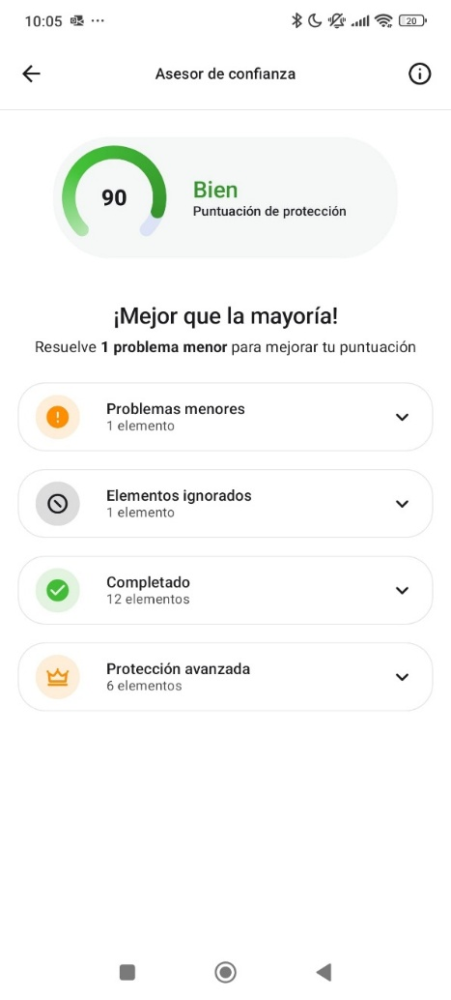 10:05
20
Asesor de confianza
90
Bien
Puntuación de protección
¡Mejor que la mayoría!
Resuelve 1 problema menor para mejorar tu puntuación
Problemas menores
1 elemento
Elementos ignorados
1 elemento
Completado
12 elementos
Protección avanzada
6 elementos